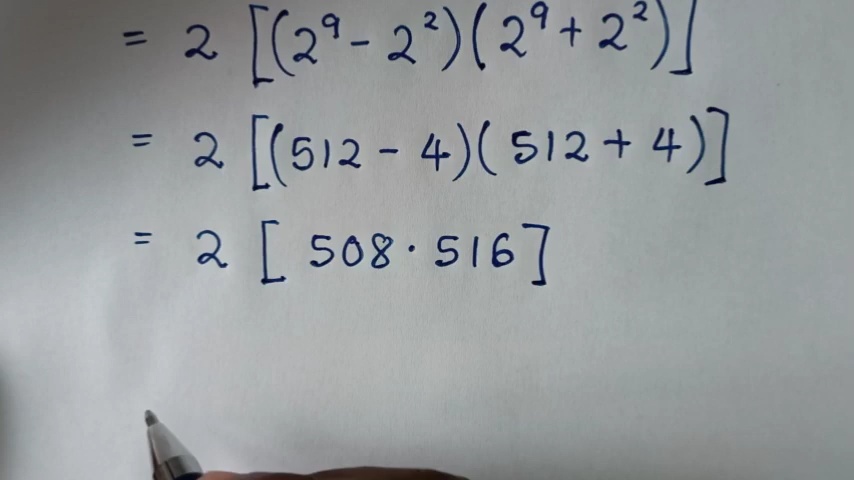 = 2 [(2⁹ - 2²)(2⁹ + 2²)]
= 2 [(512 - 4)(512 + 4)]
= 2 [508 · 516]